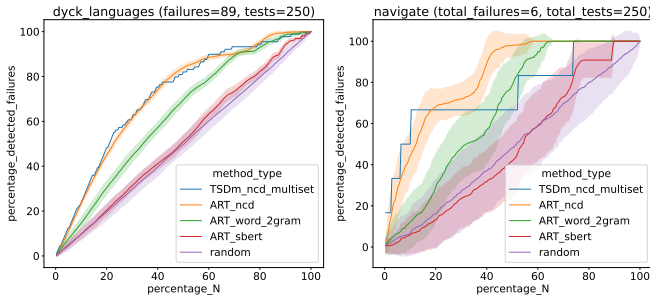 dyck_languages (failures=89, tests=250)
percentage_detected_failures
100
80
60
40
20
0
method_type
TSDm_ncd_multiset
ART_ncd
ART_word_2gram
ART_sbert
random
0
20
40
60
80
100
percentage_N
navigate (total_failures=6, total_tests=250)
percentage_detected_failures
100
80
60
40
20
0
method_type
TSDm_ncd_multiset
ART_ncd
ART_word_2gram
ART_sbert
random
0
20
40
60
80
100
percentage_N